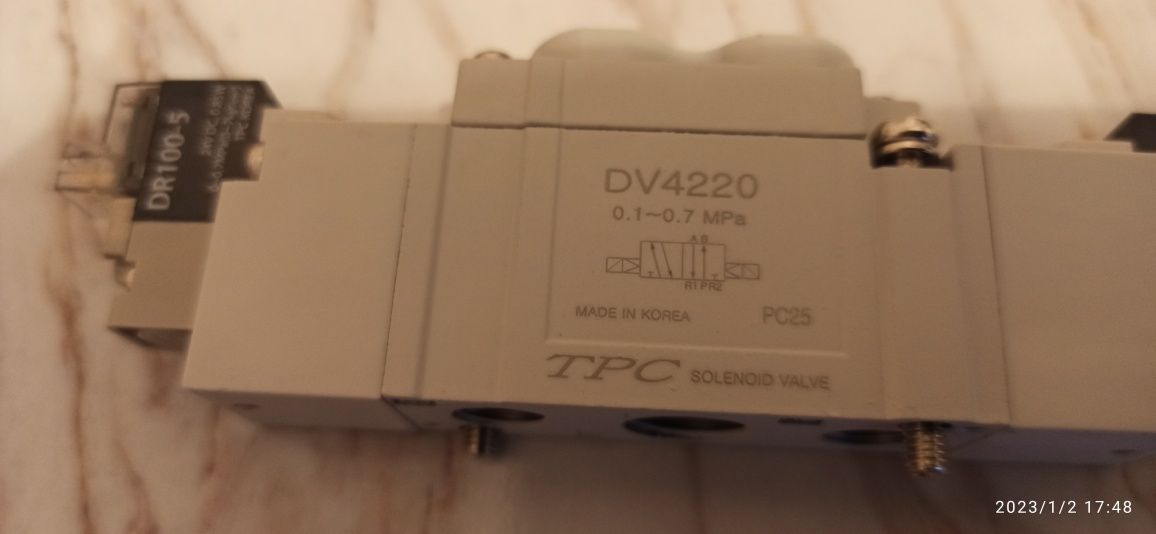 DR100-5
DV4220
0.1~0.7 MPa
A B
R1 P R2
MADE IN KOREA
PC25
TPC SOLENOID VALVE
2023/1/2 17:48